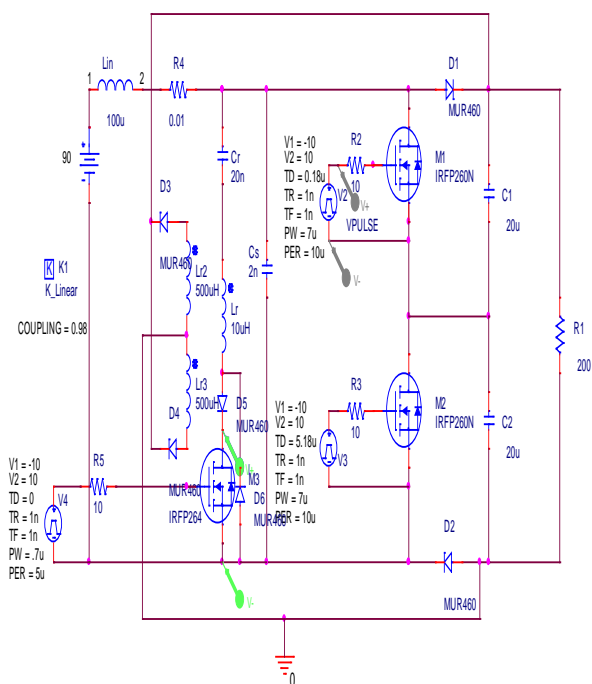 Lin
1
2
100u
R4
0.01
D1
MUR460
90
Cr
20n
V1 = -10
V2 = 10
TD = 0.18u
TR = 1n
TF = 1n
PW = 7u
PER = 10u
R2
10
V2
V+
VPULSE
V-
M1
IRFP260N
C1
20u
D3
MUR460
Lr2
500uH
Cs
2n
Lr
10uH
K K1
K_Linear
COUPLING = 0.98
Lr3
500uH
D4
D5
MUR460
R1
200
V1 = -10
V2 = 10
TD = 5.18u
TR = 1n
TF = 1n
PW = 7u
PER = 10u
R3
10
V3
M2
IRFP260N
C2
20u
V1 = -10
V2 = 10
TD = 0
TR = 1n
TF = 1n
PW = .7u
PER = 5u
R5
10
V4
MUR460
M3
IRFP264
D6
MUR460
V+
V-
D2
MUR460
0